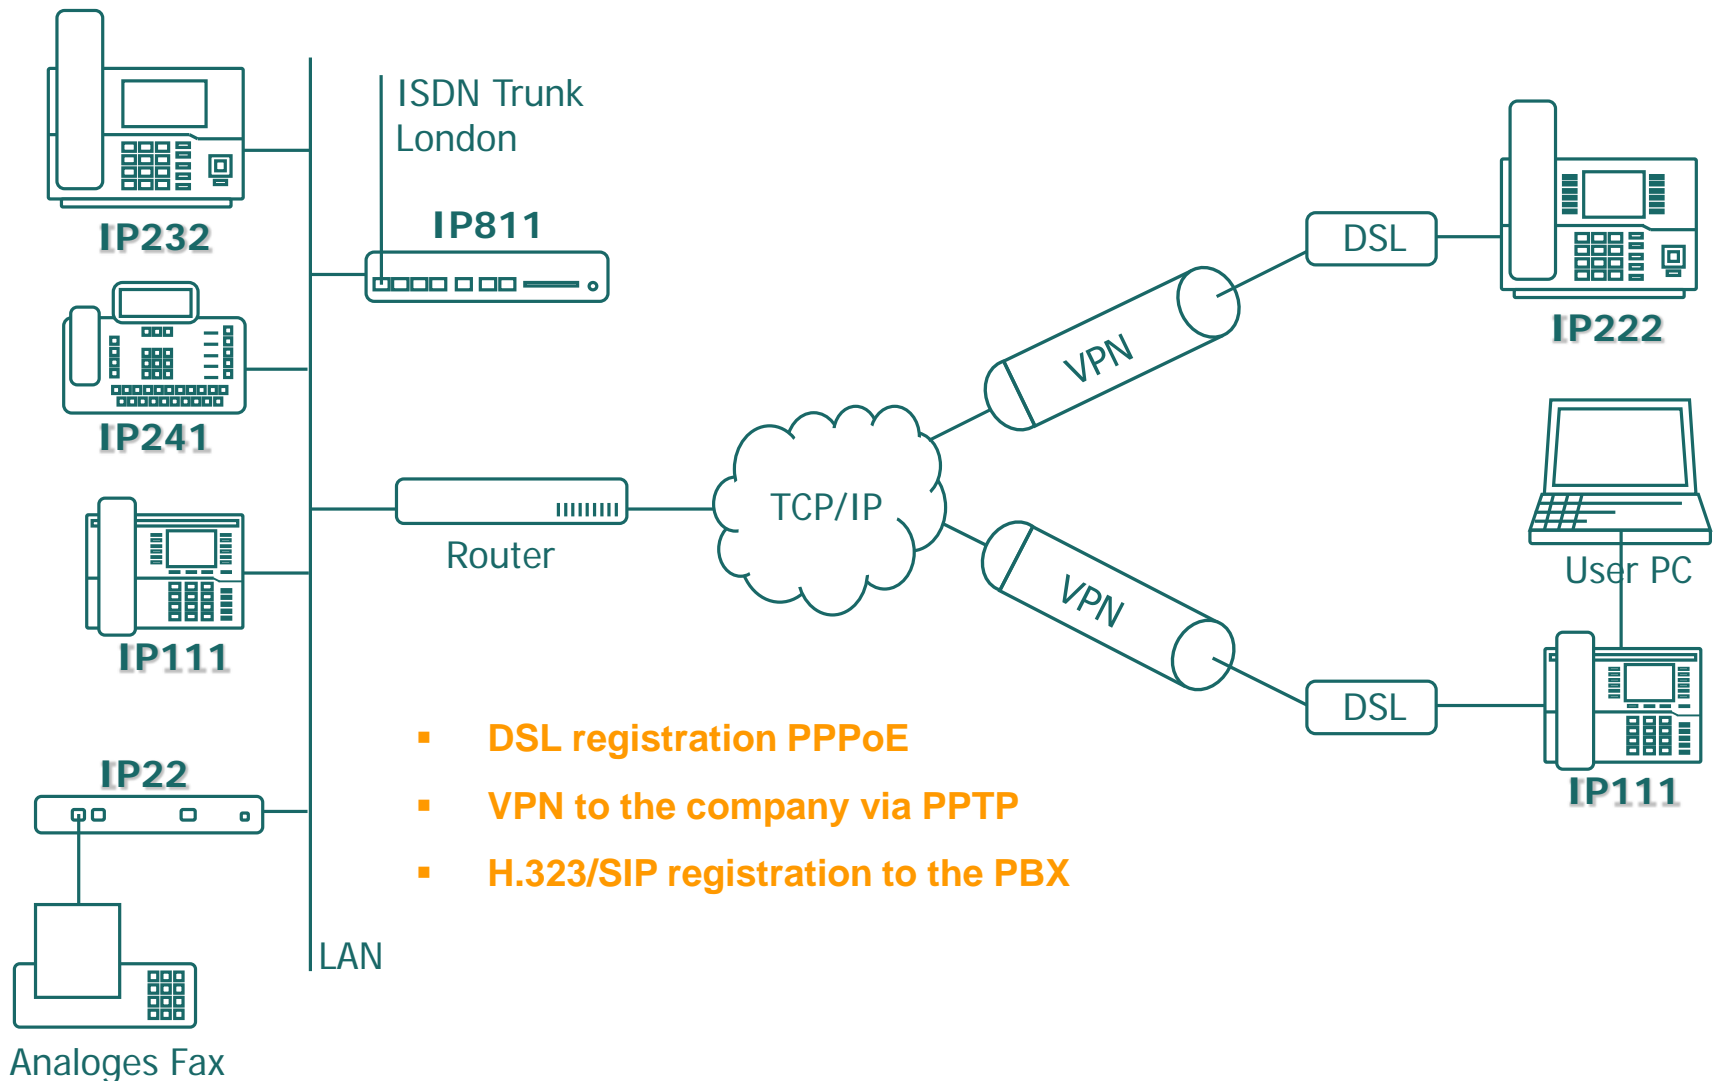 ISDN Trunk
London
IP811
IP232
DSL
IP222
VPN
IP241
TCP/IP
Router
User PC
VPN
IP111
DSL
IP22
IP111
▪ DSL registration PPPoE
▪ VPN to the company via PPTP
▪ H.323/SIP registration to the PBX
LAN
Analoges Fax